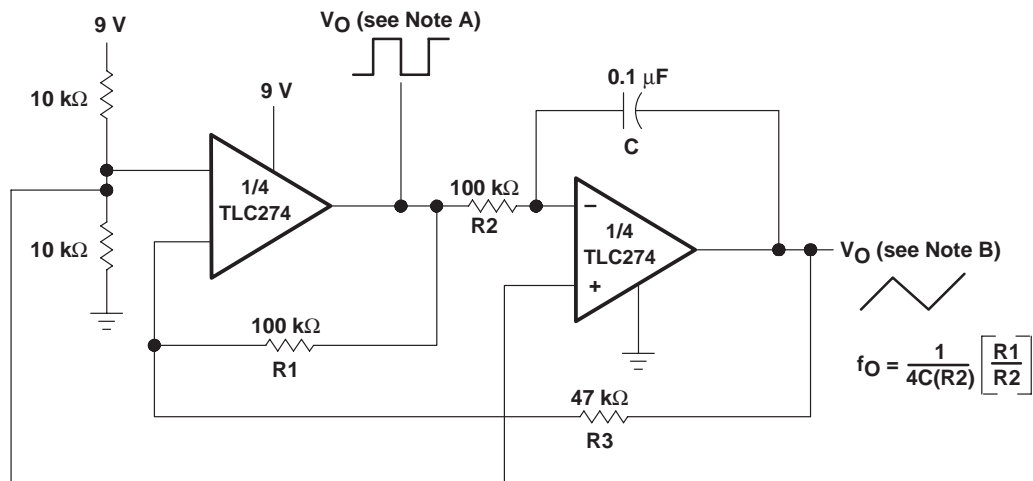 VO (see Note A)
9 V
10 kΩ
9 V
1/4
TLC274
10 kΩ
100 kΩ
R2
0.1 μF
C
−
1/4
TLC274
+
VO (see Note B)
100 kΩ
R1
47 kΩ
R3
fO = 1/4C(R2) [R1/R2]